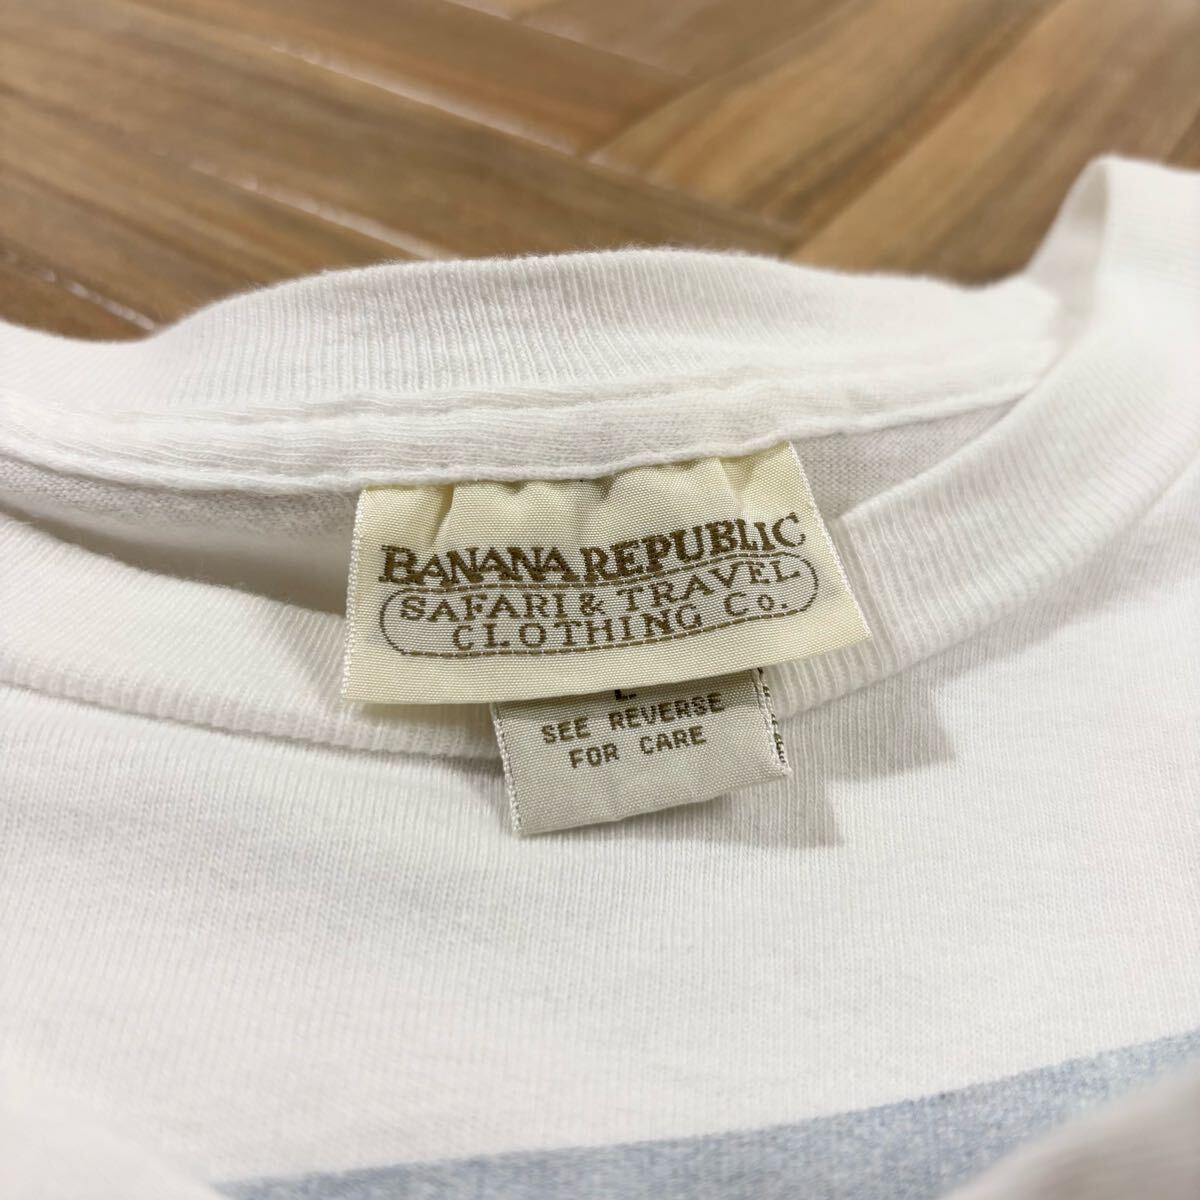 BANANA REPUBLIC
SAFARI & TRAVEL
CLOTHING Co.
L
SEE REVERSE
FOR CARE